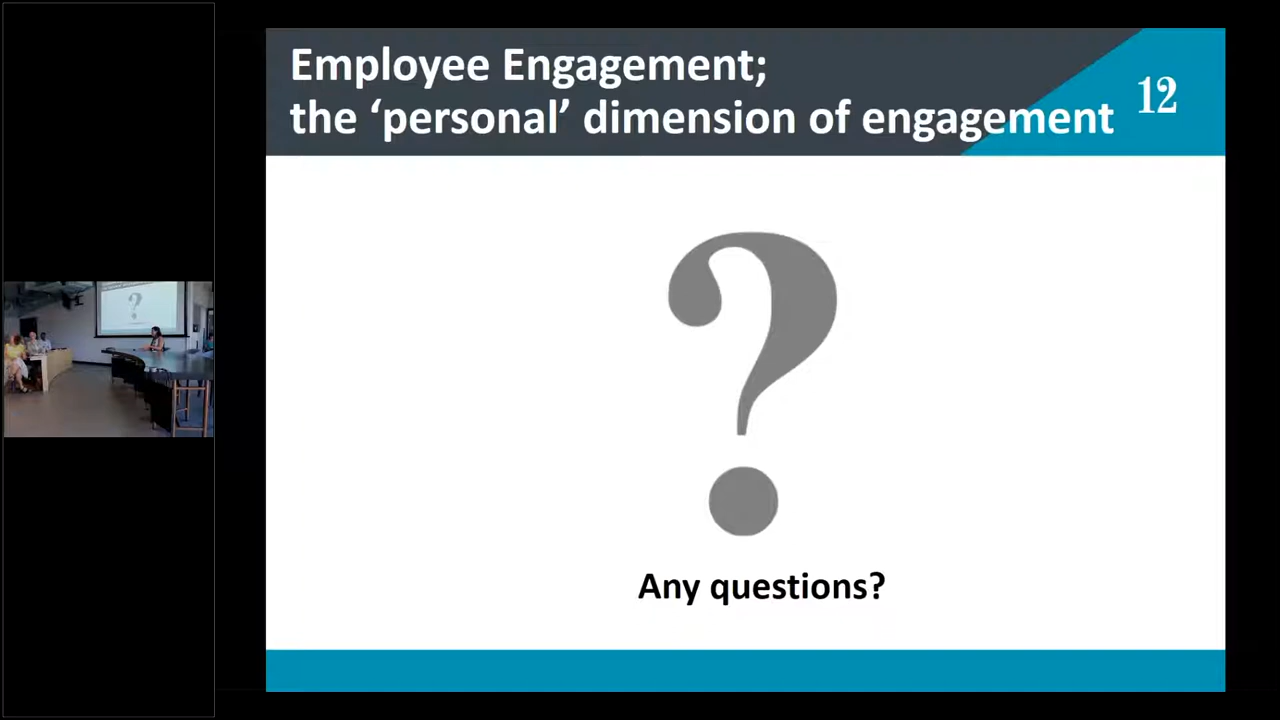 Employee Engagement;
the ‘personal’ dimension of engagement
12
?
Any questions?